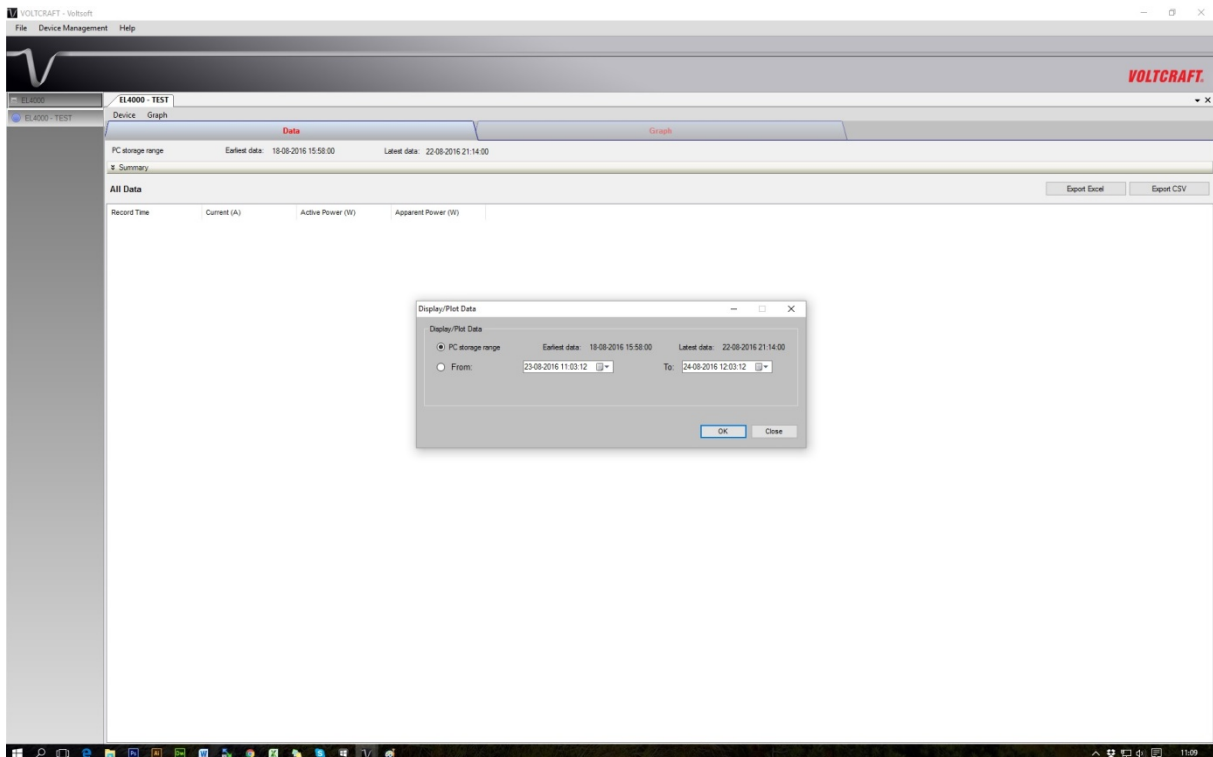 VOLTCRAFT - Voltsoft
File Device Management Help
VOLTCRAFT.
EL4000
EL4000 - TEST
EL4000 - TEST
Device Graph
Data Graph
PC storage range Earliest data: 18-08-2016 15:58:00 Latest data: 22-08-2016 21:14:00
Summary
All Data Export Excel Export CSV
Record Time Current (A) Active Power (W) Apparent Power (W)
Display/Plot Data
Display/Plot Data
PC storage range Earliest data: 18-08-2016 15:58:00 Latest data: 22-08-2016 21:14:00
From: 23-08-2016 11:03:12 To: 24-08-2016 12:03:12
OK Close
11:09